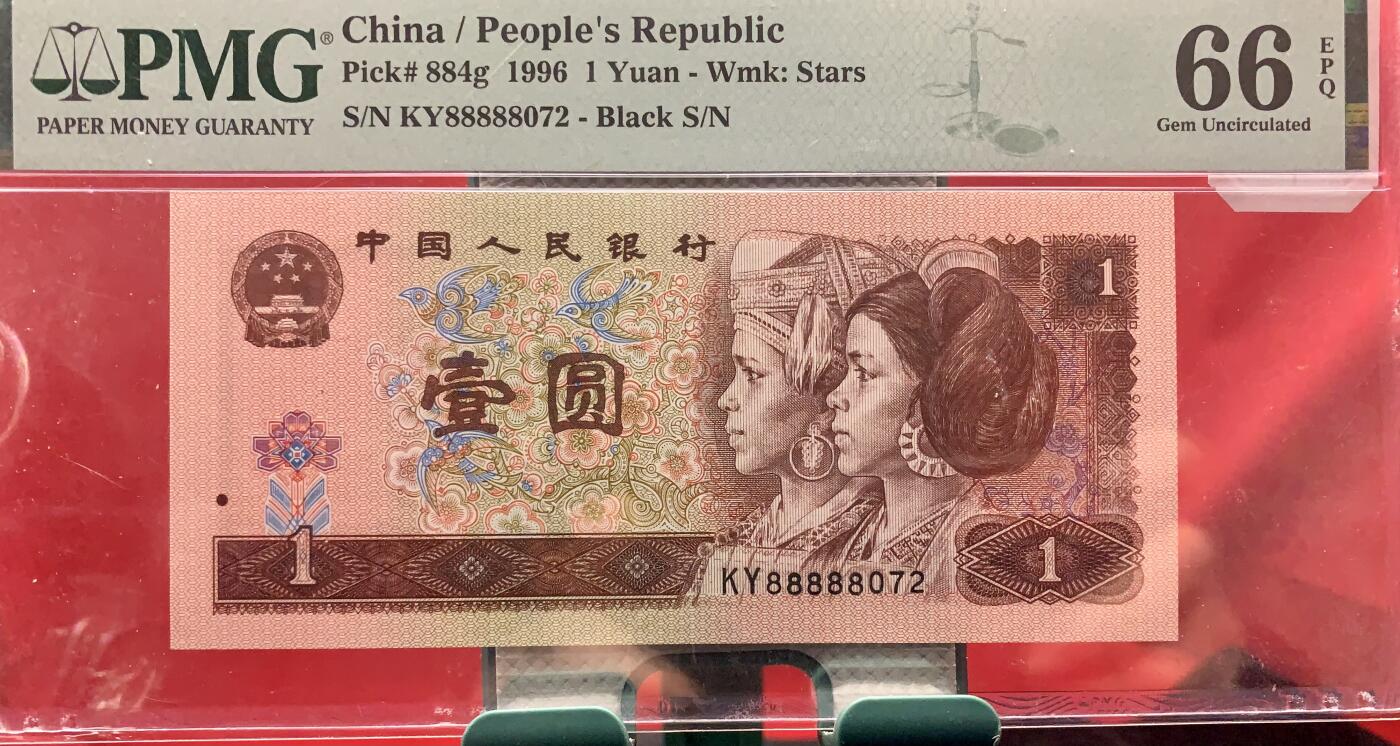 PMG®
PAPER MONEY GUARANTY
China / People's Republic
Pick# 884g 1996 1 Yuan - Wmk: Stars
S/N KY88888072 - Black S/N
66
EPQ
Gem Uncirculated
中国人民银行
1
壹圆
1
1
KY88888072